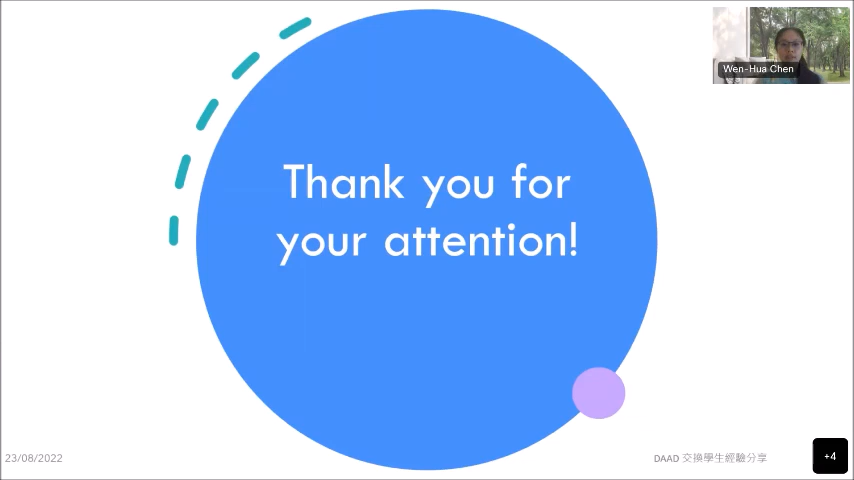 Wen-Hua Chen
Thank you for
your attention!
23/08/2022
DAAD 交換學生經驗分享
+4